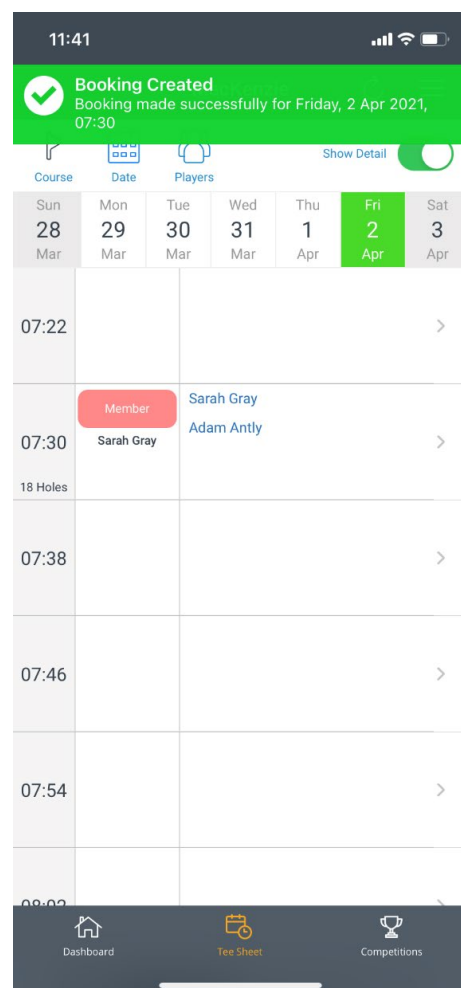 11:41
Booking Created
Booking made successfully for Friday, 2 Apr 2021,
07:30
Course
Date
Players
Show Detail
Sun Mon Tue Wed Thu Fri Sat
28 29 30 31 1 2 3
Mar Mar Mar Mar Apr Apr Apr
07:22
Member
Sarah Gray
Sarah Gray
Adam Antly
07:30
18 Holes
07:38
07:46
07:54
Dashboard
Tee Sheet
Competitions